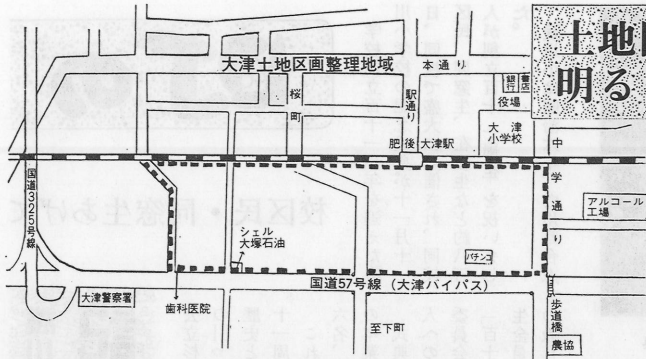 土地
明る
大津土地区画整理地域
本通り
銀行
書店
役場
桜町
駅通り
大津
小学校
肥後大津駅
中学通り
アルコール
工場
国道325号線
シェル
大塚石油
パチンコ
国道57号線（大津バイパス）
大津警察署
歯科医院
歩道橋
至下町
農協